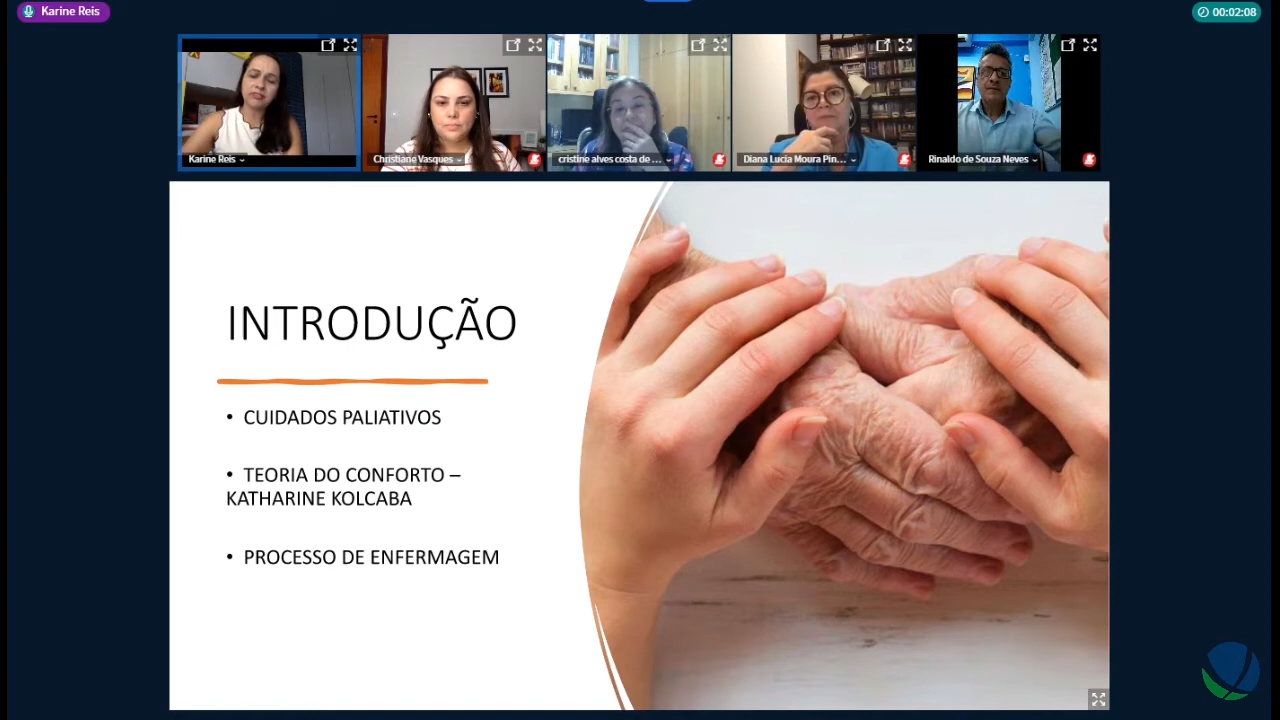 Karine Reis
00:02:08
Karine Reis
Christiane Vasques
cristine alves costa de ...
Diana Lucia Moura Pin...
Rinaldo de Souza Neves
INTRODUÇÃO
• CUIDADOS PALIATIVOS
• TEORIA DO CONFORTO –
KATHARINE KOLCABA
• PROCESSO DE ENFERMAGEM